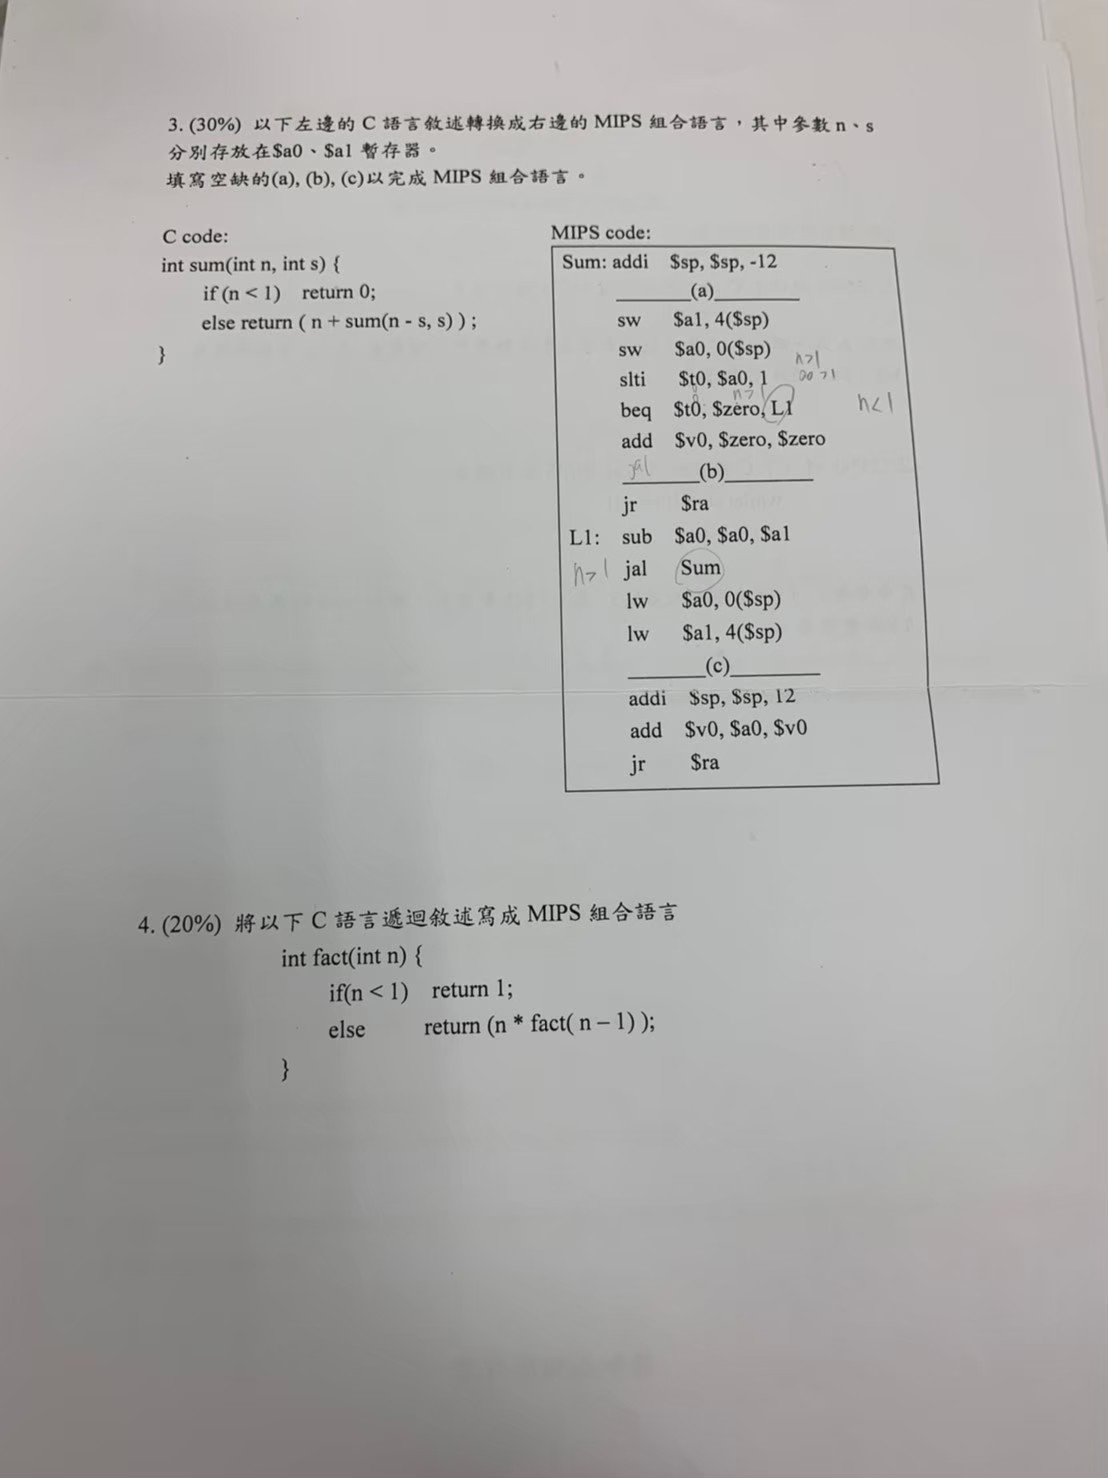 3. (30%) 以下左邊的 C 語言敘述轉換成右邊的 MIPS 組合語言，其中參數 n、s
分別存放在$a0、$a1 暫存器。
填寫空缺的(a), (b), (c)以完成 MIPS 組合語言。
C code:
int sum(int n, int s) {
if (n < 1) return 0;
else return ( n + sum(n - s, s) ) ;
}
MIPS code:
Sum: addi $sp, $sp, -12
______(a)______
sw $a1, 4($sp)
sw $a0, 0($sp)
n>1
slti $t0, $a0, 1
n>1
beq $t0, $zero, L1
n<1
add $v0, $zero, $zero
jal
______(b)______
jr $ra
L1: sub $a0, $a0, $a1
n>1 jal Sum
lw $a0, 0($sp)
lw $a1, 4($sp)
______(c)______
addi $sp, $sp, 12
add $v0, $a0, $v0
jr $ra
4. (20%) 將以下 C 語言遞迴敘述寫成 MIPS 組合語言
int fact(int n) {
if(n < 1) return 1;
else return (n * fact( n – 1) );
}